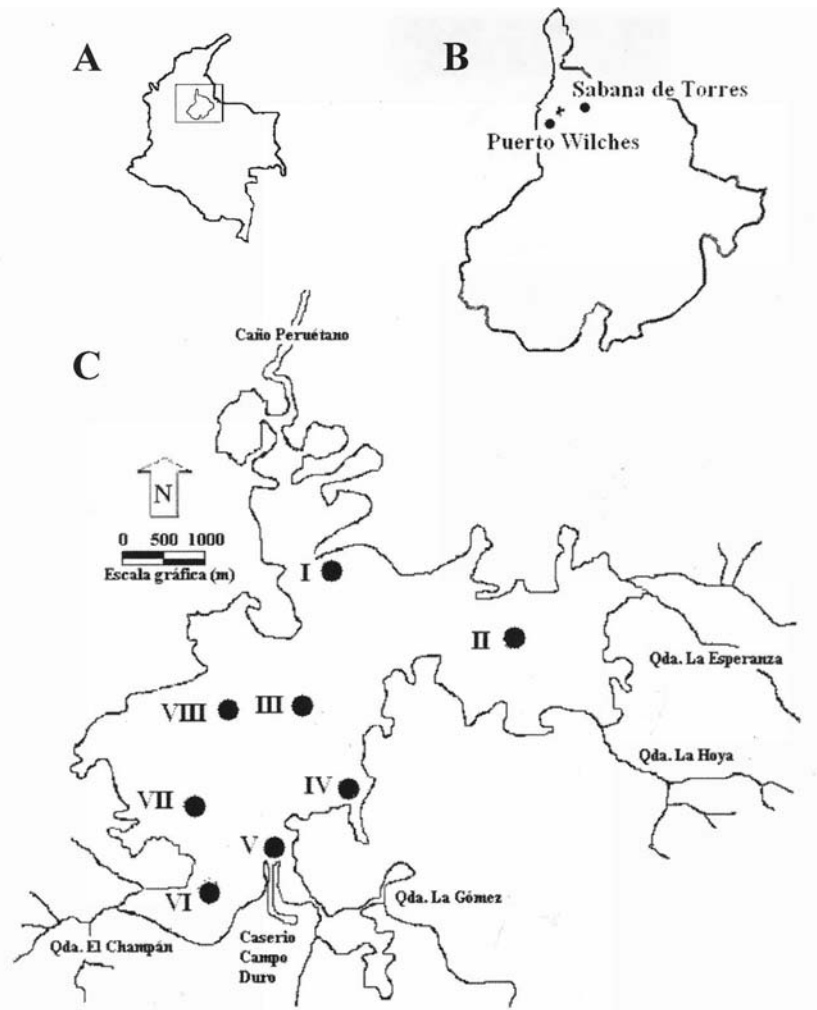 A
B
Sabana de Torres
Puerto Wilches
C
Caño Peruétano
N
0 500 1000
Escala gráfica (m)
I
II
Qda. La Esperanza
VIII
III
Qda. La Hoya
IV
VII
V
VI
Qda. La Gómez
Qda. El Champán
Caserio
Campo
Duro